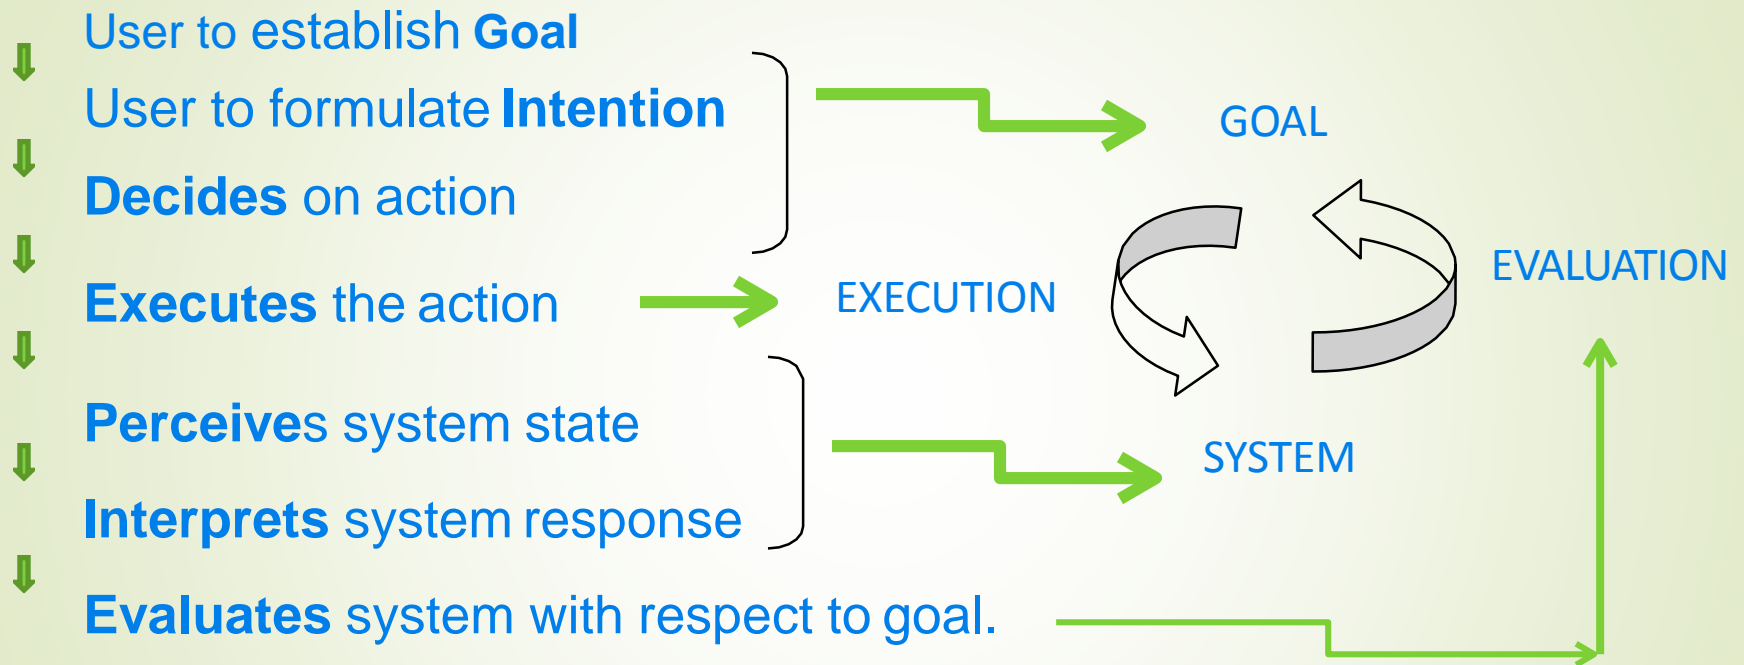 User to establish Goal
User to formulate Intention
Decides on action
Executes the action
Perceives system state
Interprets system response
Evaluates system with respect to goal.
GOAL
EXECUTION
EVALUATION
SYSTEM